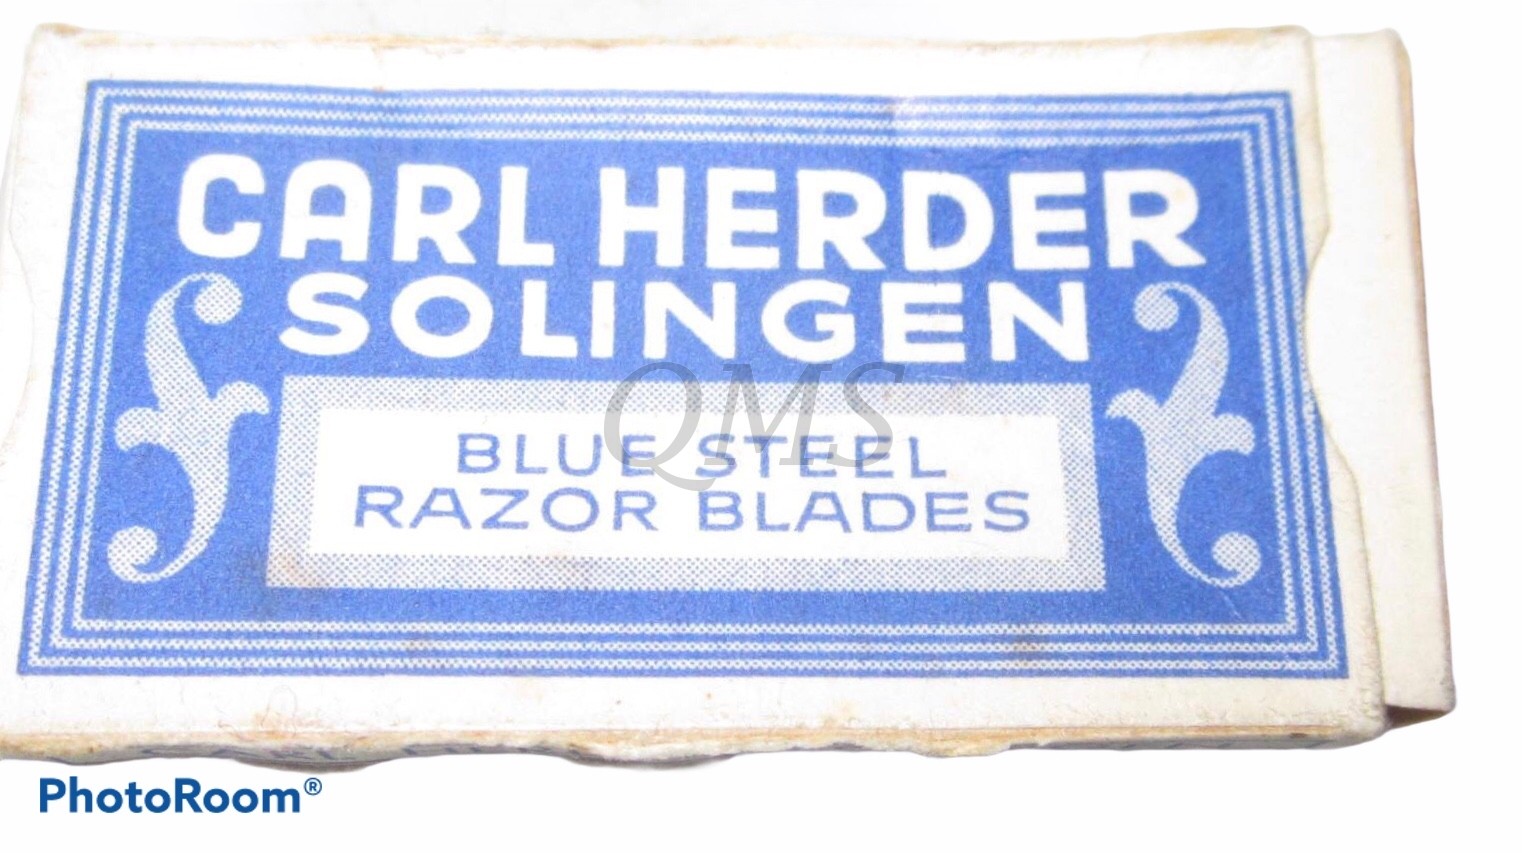 CARL HERDER
SOLINGEN
QMS
BLUE STEEL
RAZOR BLADES
PhotoRoom®